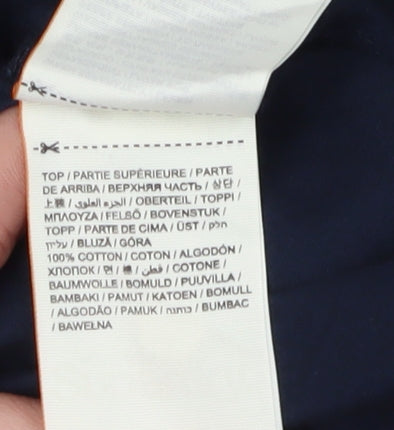 TOP / PARTIE SUPÉRIEURE / PARTE
DE ARRIBA / ВЕРХНЯЯ ЧАСТЬ / 상단 /
上裝 / الجزء العلوي / OBERTEIL / TOPPI /
ΜΠΛΟΥΖΑ / FELSŐ / BOVENSTUK /
TOPP / PARTE DE CIMA / ÜST / חלק
עליון / BLUZĂ / GÓRA
100% COTTON / COTON / ALGODÓN /
ХЛОПОК / 면 / 棉 / قطن / COTONE /
BAUMWOLLE / BOMULD / PUUVILLA /
BAMBAKI / PAMUT / KATOEN / BOMULL
/ ALGODÃO / PAMUK / כותנה / BUMBAC
/ BAWEŁNA